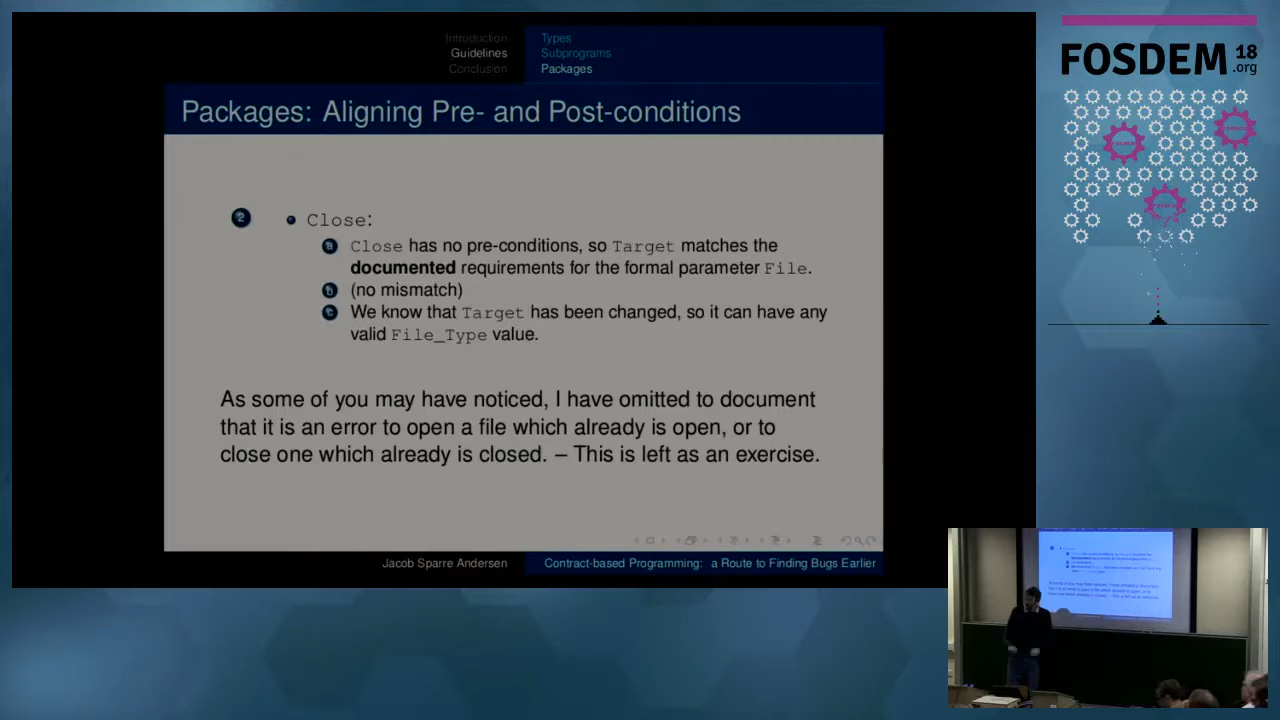 Introduction
Guidelines
Conclusion
Types
Subprograms
Packages
Packages: Aligning Pre- and Post-conditions
2
Close:
a Close has no pre-conditions, so Target matches the
documented requirements for the formal parameter File.
b (no mismatch)
c We know that Target has been changed, so it can have any
valid File_Type value.
As some of you may have noticed, I have omitted to document
that it is an error to open a file which already is open, or to
close one which already is closed. – This is left as an exercise.
Jacob Sparre Andersen
Contract-based Programming: a Route to Finding Bugs Earlier
FOSDEM 18
.org